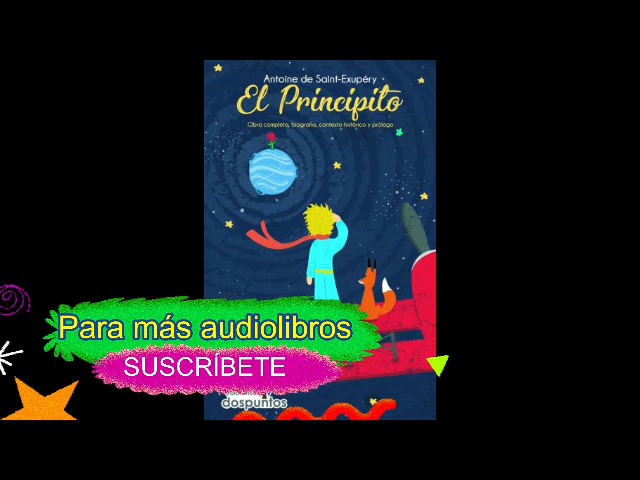 Antoine de Saint-Exupéry
El Principito
Obra completa, biografía, contexto histórico y prólogo
Para más audiolibros
SUSCRÍBETE
dospuntos